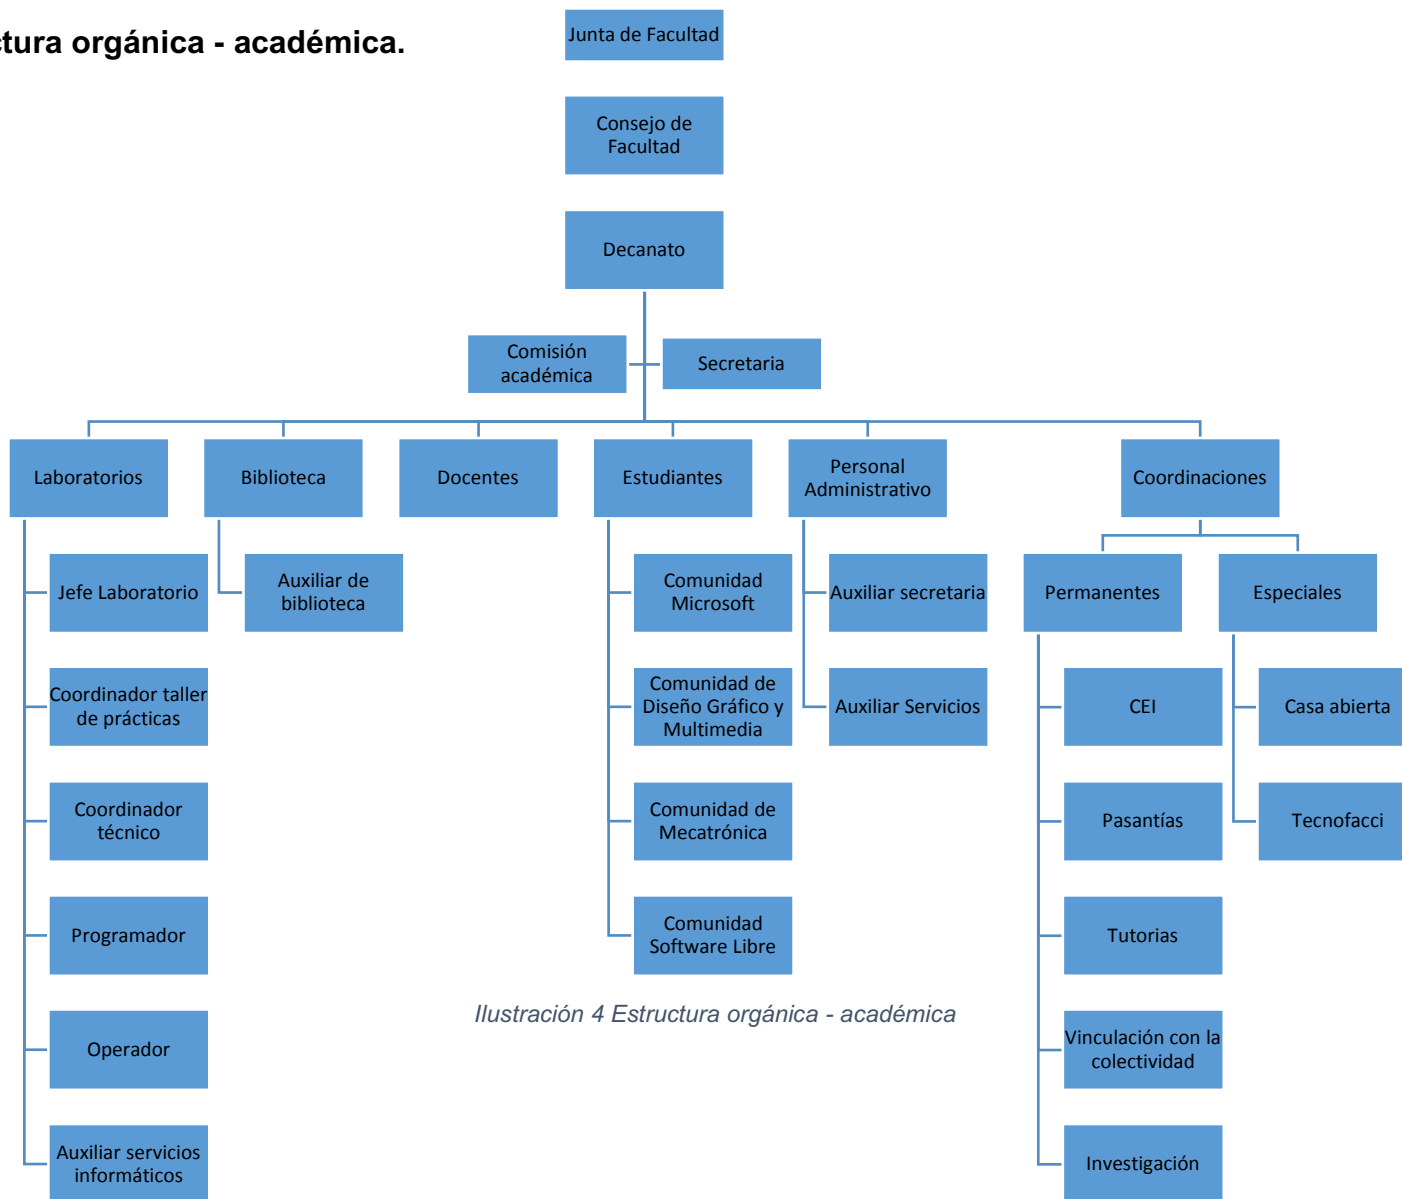 ctura orgánica - académica.
Junta de Facultad
Consejo de
Facultad
Decanato
Comisión
académica
Secretaria
Laboratorios
Biblioteca
Docentes
Estudiantes
Personal
Administrativo
Coordinaciones
Jefe Laboratorio
Coordinador taller
de prácticas
Coordinador
técnico
Programador
Operador
Auxiliar servicios
informáticos
Auxiliar de
biblioteca
Comunidad
Microsoft
Comunidad de
Diseño Gráfico y
Multimedia
Comunidad de
Mecatrónica
Comunidad
Software Libre
Auxiliar secretaria
Auxiliar Servicios
Permanentes
CEI
Pasantías
Tutorias
Vinculación con la
colectividad
Investigación
Especiales
Casa abierta
Tecnofacci
Ilustración 4 Estructura orgánica - académica